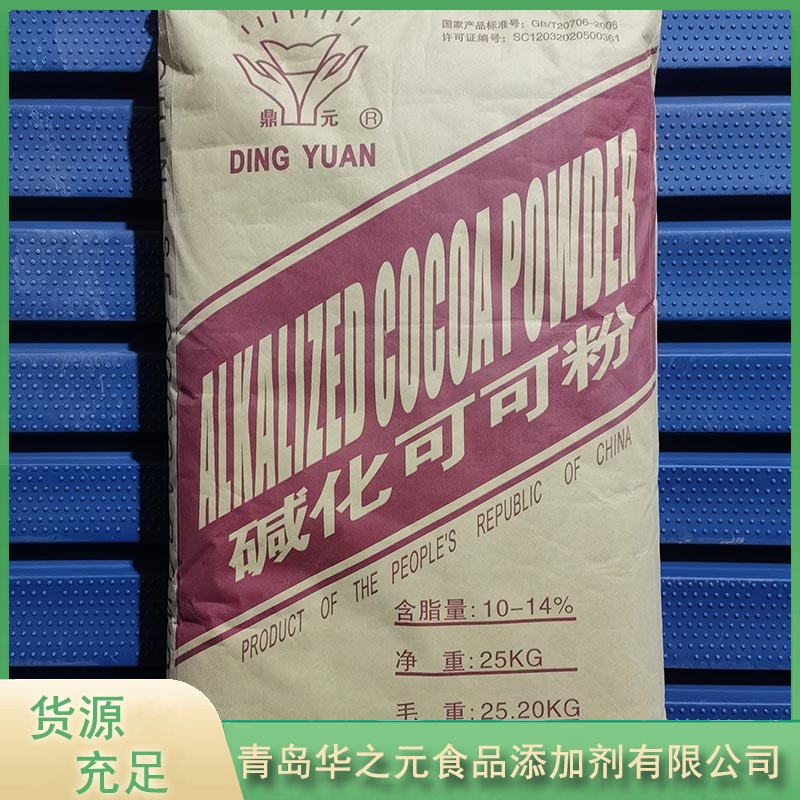 国家产品标准号：GB/T20706-2006
许可证编号：SC12032020500361
鼎元®
DING YUAN
ALKALIZED COCOA POWDER
碱化可可粉
PRODUCT OF THE PEOPLE'S REPUBLIC OF CHINA
含脂量：10-14%
净 重：25KG
毛 重：25.20KG
货源
充足
青岛华之元食品添加剂有限公司